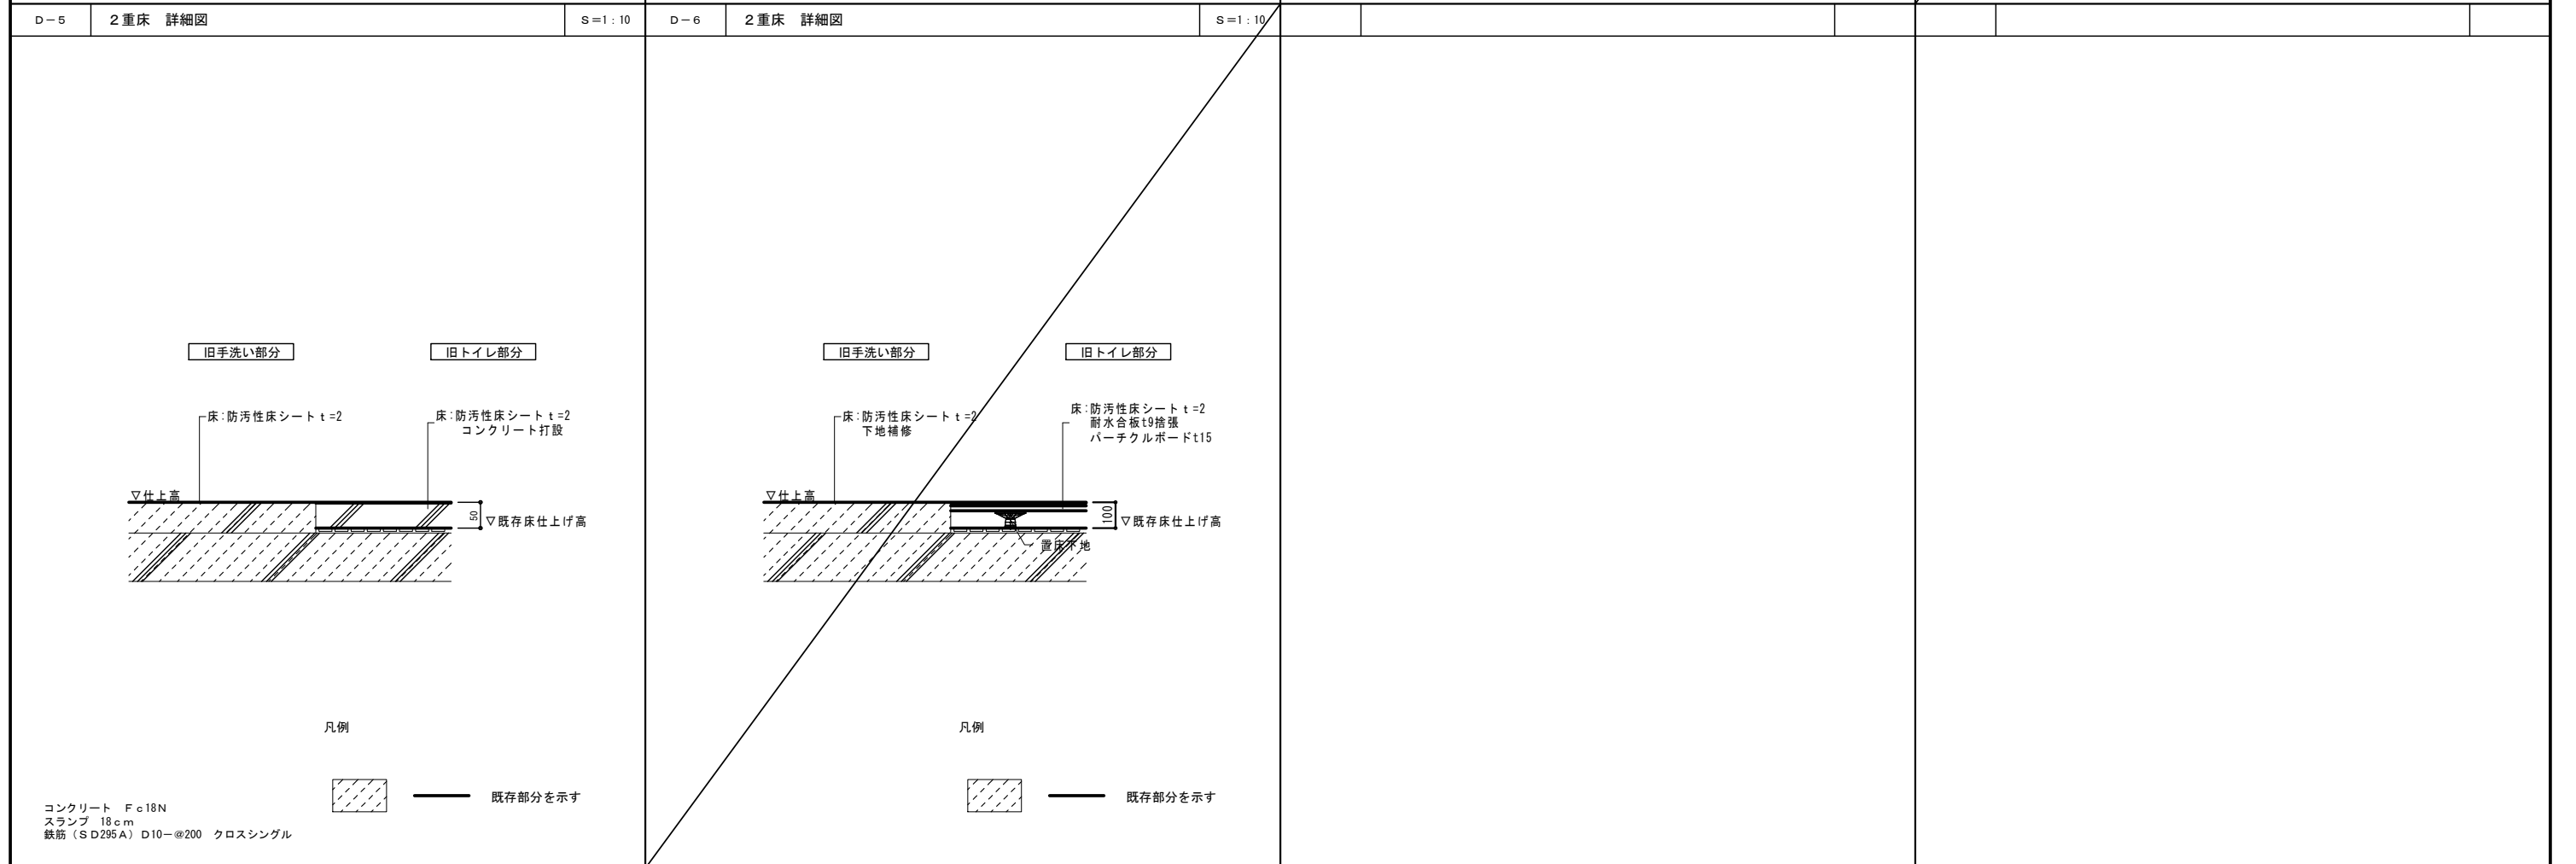 D－5 2重床 詳細図 S＝1：10
旧手洗い部分 旧トイレ部分
床：防汚性床シートｔ=2
床：防汚性床シートｔ=2
コンクリート打設
▽仕上高
50
▽既存床仕上げ高
凡例
既存部分を示す
コンクリート Ｆｃ18Ｎ
スランプ 18ｃｍ
鉄筋（ＳＤ295Ａ）Ｄ10－@200 クロスシングル
D－6 2重床 詳細図 S＝1：10
旧手洗い部分 旧トイレ部分
床：防汚性床シートｔ=2
下地補修
床：防汚性床シートｔ=2
耐水合板t9捨張
パーチクルボードt15
▽仕上高
100
▽既存床仕上げ高
置床下地
凡例
既存部分を示す